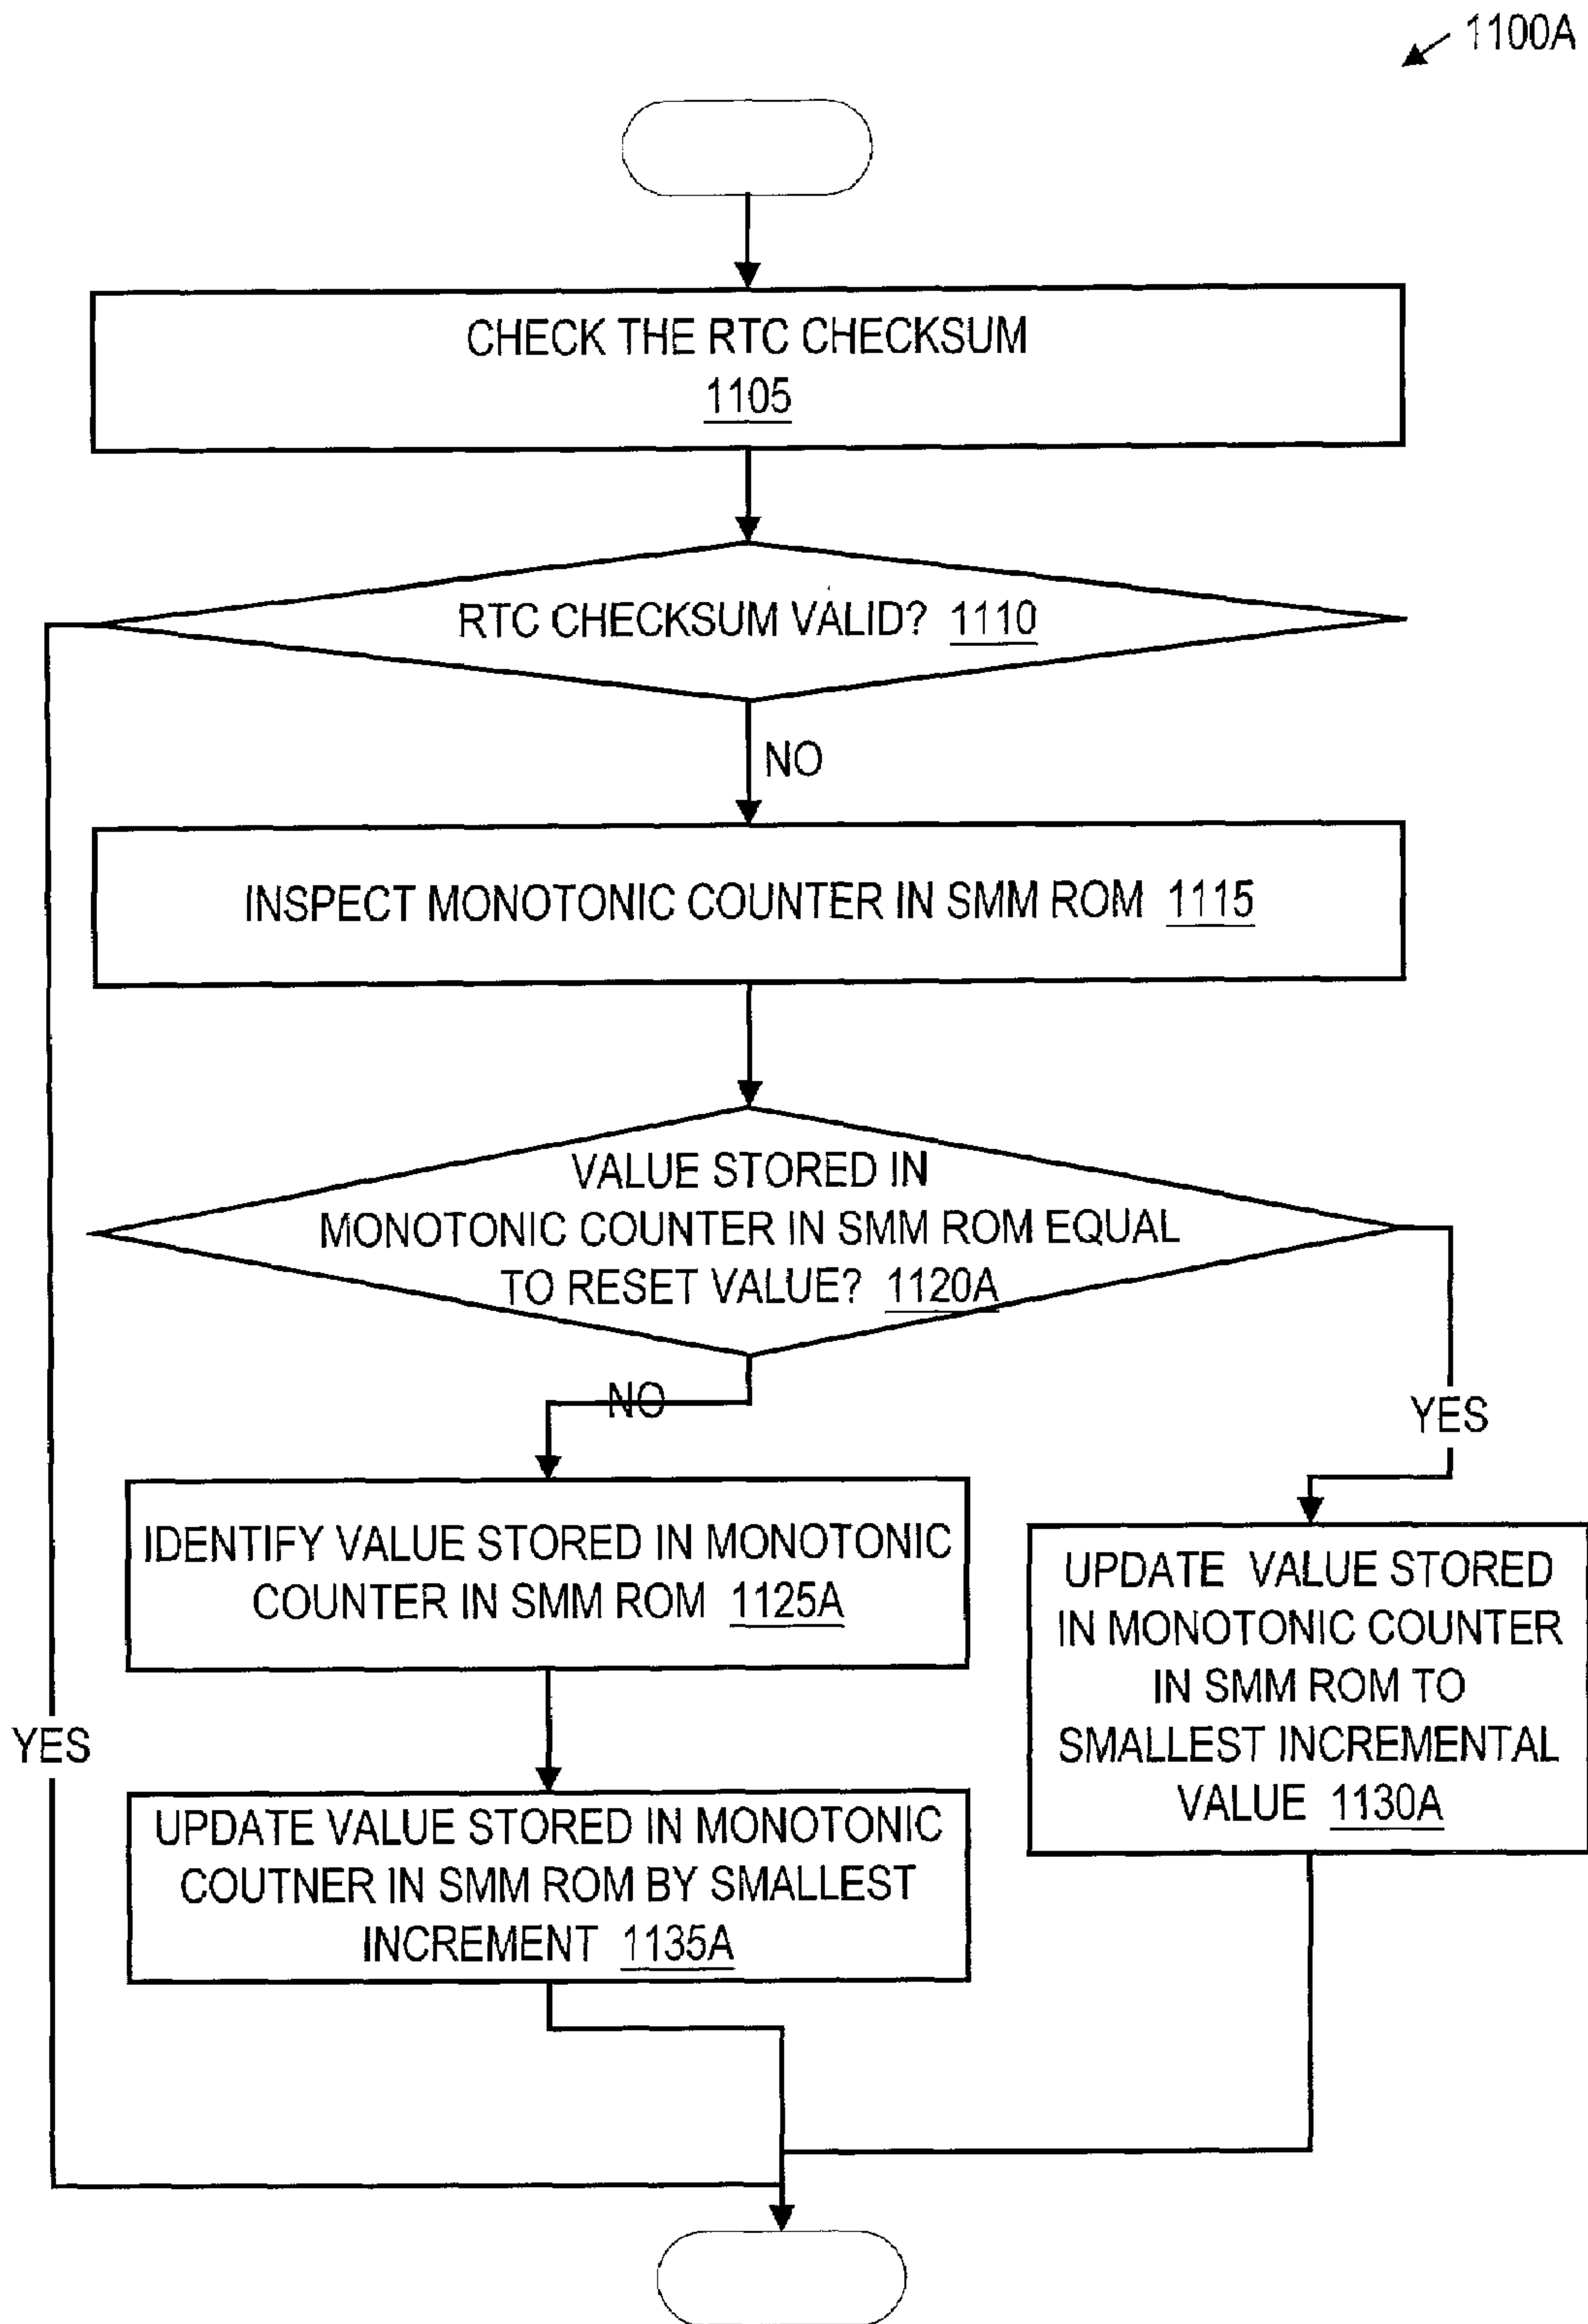 1100A
CHECK THE RTC CHECKSUM
1105
RTC CHECKSUM VALID? 1110
NO
INSPECT MONOTONIC COUNTER IN SMM ROM 1115
VALUE STORED IN
MONOTONIC COUNTER IN SMM ROM EQUAL
TO RESET VALUE? 1120A
NO
YES
IDENTIFY VALUE STORED IN MONOTONIC
COUNTER IN SMM ROM 1125A
UPDATE VALUE STORED
IN MONOTONIC COUNTER
IN SMM ROM TO
SMALLEST INCREMENTAL
VALUE 1130A
YES
UPDATE VALUE STORED IN MONOTONIC
COUTNER IN SMM ROM BY SMALLEST
INCREMENT 1135A